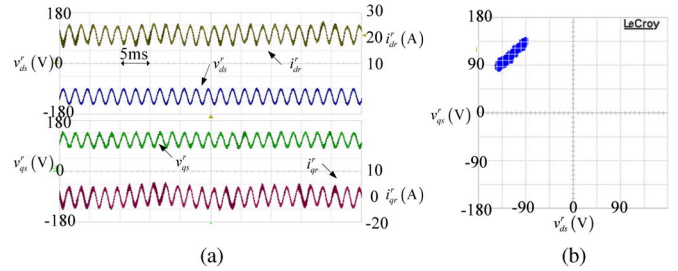 180
30
v^r_ds (V)
0
20 i^r_dr (A)
5ms
10
v^r_ds
i^r_dr
-180
180
v^r_qs (V)
0
v^r_qs
10
i^r_qr
0 i^r_qr (A)
-180
-20
(a)
180
LeCroy
90
v^r_qs (V)
0
-90
-180
-90
0
90
v^r_ds (V)
(b)